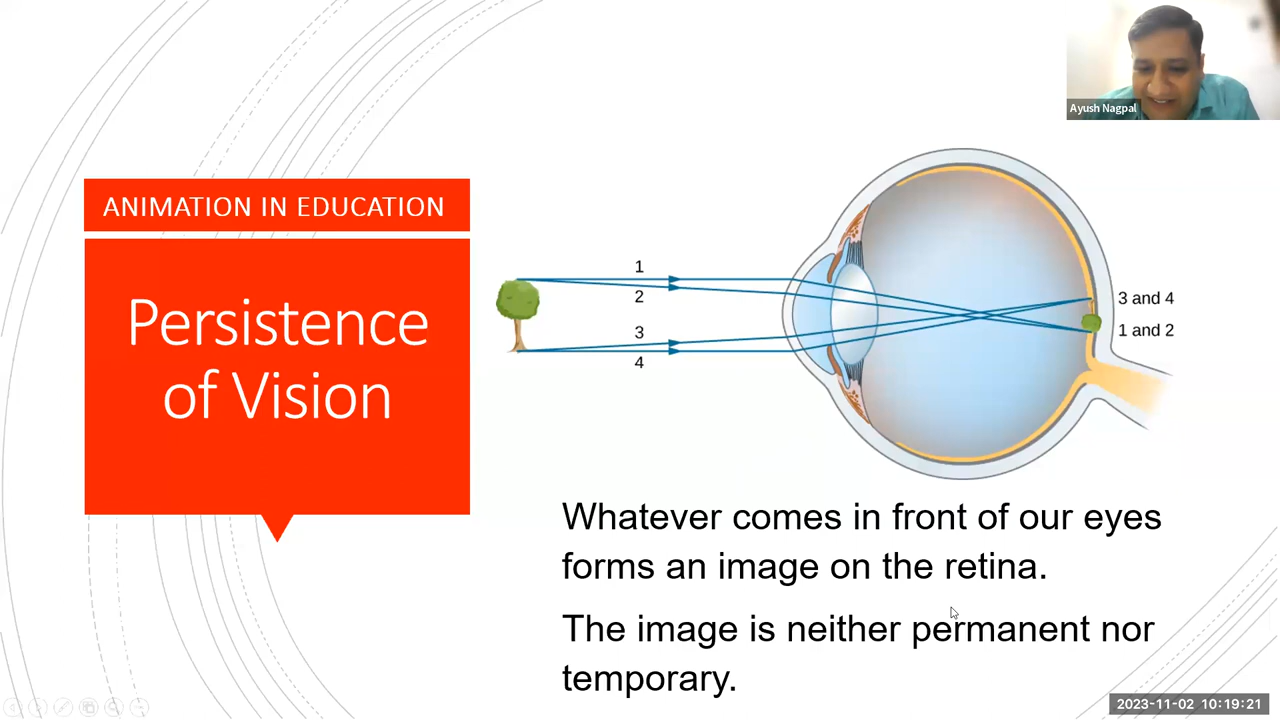 Ayush Nagpal
ANIMATION IN EDUCATION
Persistence
of Vision
1
2
3
4
3 and 4
1 and 2
Whatever comes in front of our eyes
forms an image on the retina.
The image is neither permanent nor
temporary.
2023-11-02 10:19:21